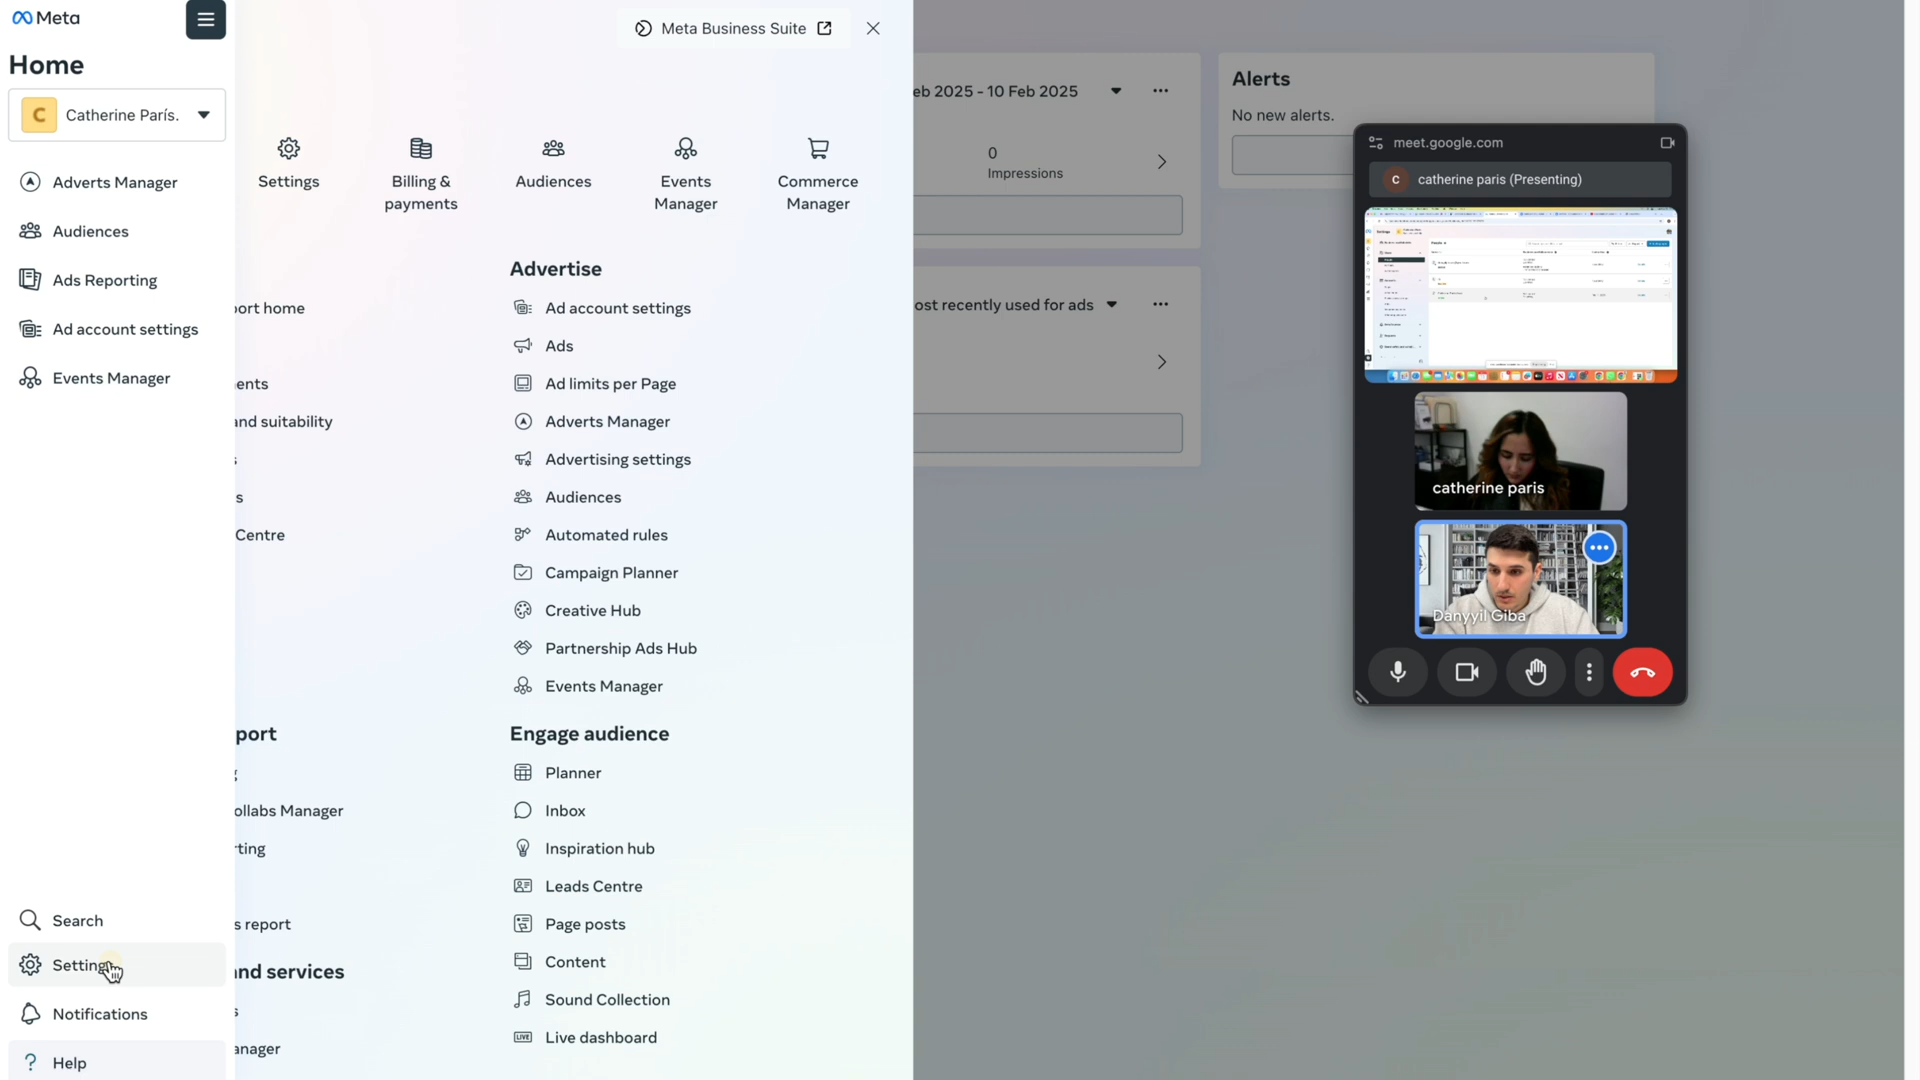 Meta
Home
C
Catherine París.
Adverts Manager
Audiences
Ads Reporting
Ad account settings
Events Manager
Search
Settings
Notifications
? Help
Meta Business Suite
Settings
Billing &
payments
Audiences
Events
Manager
Commerce
Manager
ort home
ents
and suitability
s
Centre
port
ollabs Manager
rting
s report
and services
s
anager
Advertise
Ad account settings
Ads
Ad limits per Page
Adverts Manager
Advertising settings
Audiences
Automated rules
Campaign Planner
Creative Hub
Partnership Ads Hub
Events Manager
Engage audience
Planner
Inbox
Inspiration hub
Leads Centre
Page posts
Content
Sound Collection
LIVE
Live dashboard
eb 2025 - 10 Feb 2025
0
Impressions
ost recently used for ads
Alerts
No new alerts.
meet.google.com
C
catherine paris (Presenting)
catherine paris
Danyyil Giba